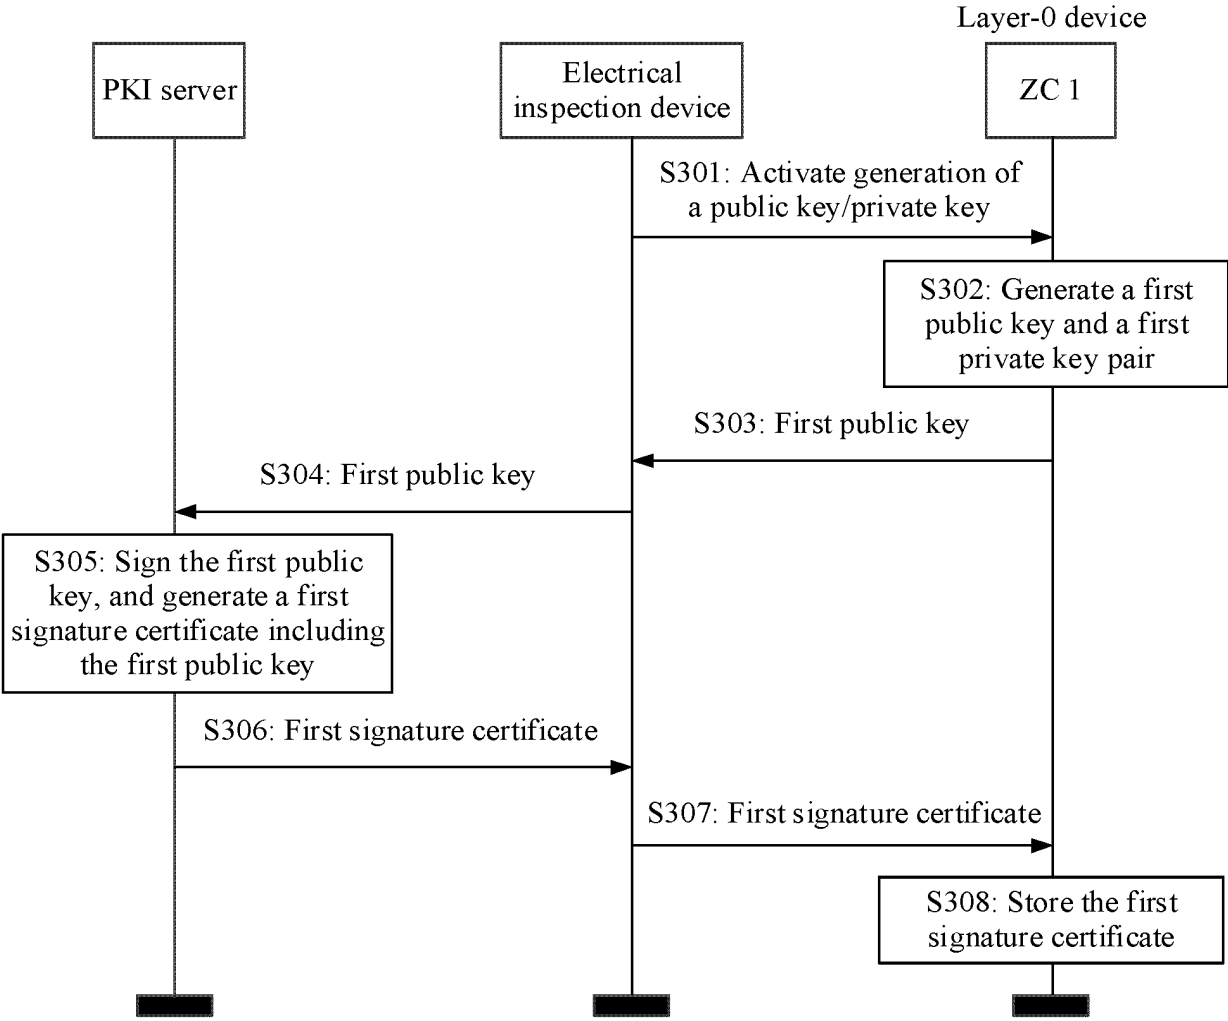 Layer-0 device
PKI server
Electrical
inspection device
ZC 1
S301: Activate generation of
a public key/private key
S302: Generate a first
public key and a first
private key pair
S303: First public key
S304: First public key
S305: Sign the first public
key, and generate a first
signature certificate including
the first public key
S306: First signature certificate
S307: First signature certificate
S308: Store the first
signature certificate